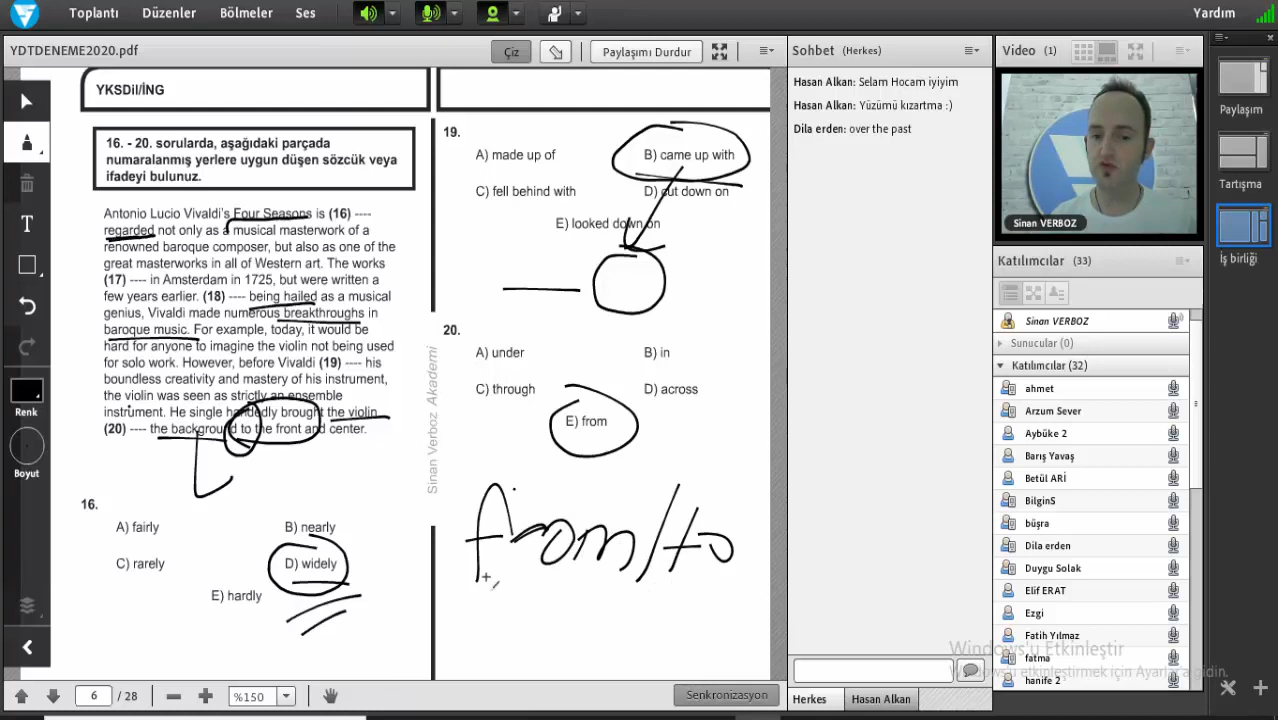 Toplantı Düzenler Bölmeler Ses Yardım
YDTDENEME2020.pdf
Çiz
Paylaşımı Durdur
YKSDil/İNG
16. - 20. sorularda, aşağıdaki parçada
numaralanmış yerlere uygun düşen sözcük veya
ifadeyi bulunuz.
Antonio Lucio Vivaldi's Four Seasons is (16) ----
regarded not only as a musical masterwork of a
renowned baroque composer, but also as one of the
great masterworks in all of Western art. The works
(17) ---- in Amsterdam in 1725, but were written a
few years earlier. (18) ---- being hailed as a musical
genius, Vivaldi made numerous breakthroughs in
baroque music. For example, today, it would be
hard for anyone to imagine the violin not being used
for solo work. However, before Vivaldi (19) ---- his
boundless creativity and mastery of his instrument,
the violin was seen as strictly an ensemble
instrument. He single handedly brought the violin
(20) ---- the background to the front and center.
16.
A) fairly B) nearly
C) rarely D) widely
E) hardly
Sinan Verboz Akademi
19.
A) made up of B) came up with
C) fell behind with D) cut down on
E) looked down on
20.
A) under B) in
C) through D) across
E) from
from/to
Renk
Boyut
6 / 28
%150
Senkronizasyon
Sohbet (Herkes)
Hasan Alkan: Selam Hocam iyiyim
Hasan Alkan: Yüzümü kızartma :)
Dila erden: over the past
Herkes Hasan Alkan
Video (1)
Sinan VERBOZ
Katılımcılar (33)
Sinan VERBOZ
Sunucular (0)
Katılımcılar (32)
ahmet
Arzum Sever
Aybüke 2
Barış Yavaş
Betül ARİ
BilginS
büşra
Dila erden
Duygu Solak
Elif ERAT
Ezgi
Fatih Yılmaz
fatma
hanife 2
Paylaşım
Tartışma
İş birliği
Windows'u Etkinleştir
Windows'u etkinleştirmek için Ayarlar'a gidin.